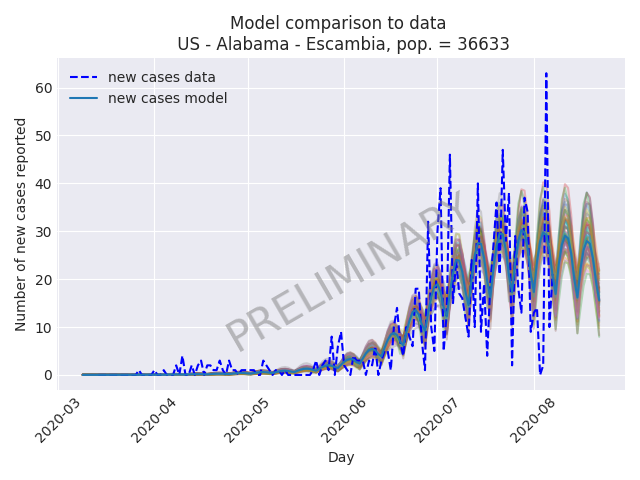 Model comparison to data
US - Alabama - Escambia, pop. = 36633
new cases data
new cases model
Number of new cases reported
60
50
40
30
20
10
0
PRELIMINARY
2020-03
2020-04
2020-05
2020-06
2020-07
2020-08
Day